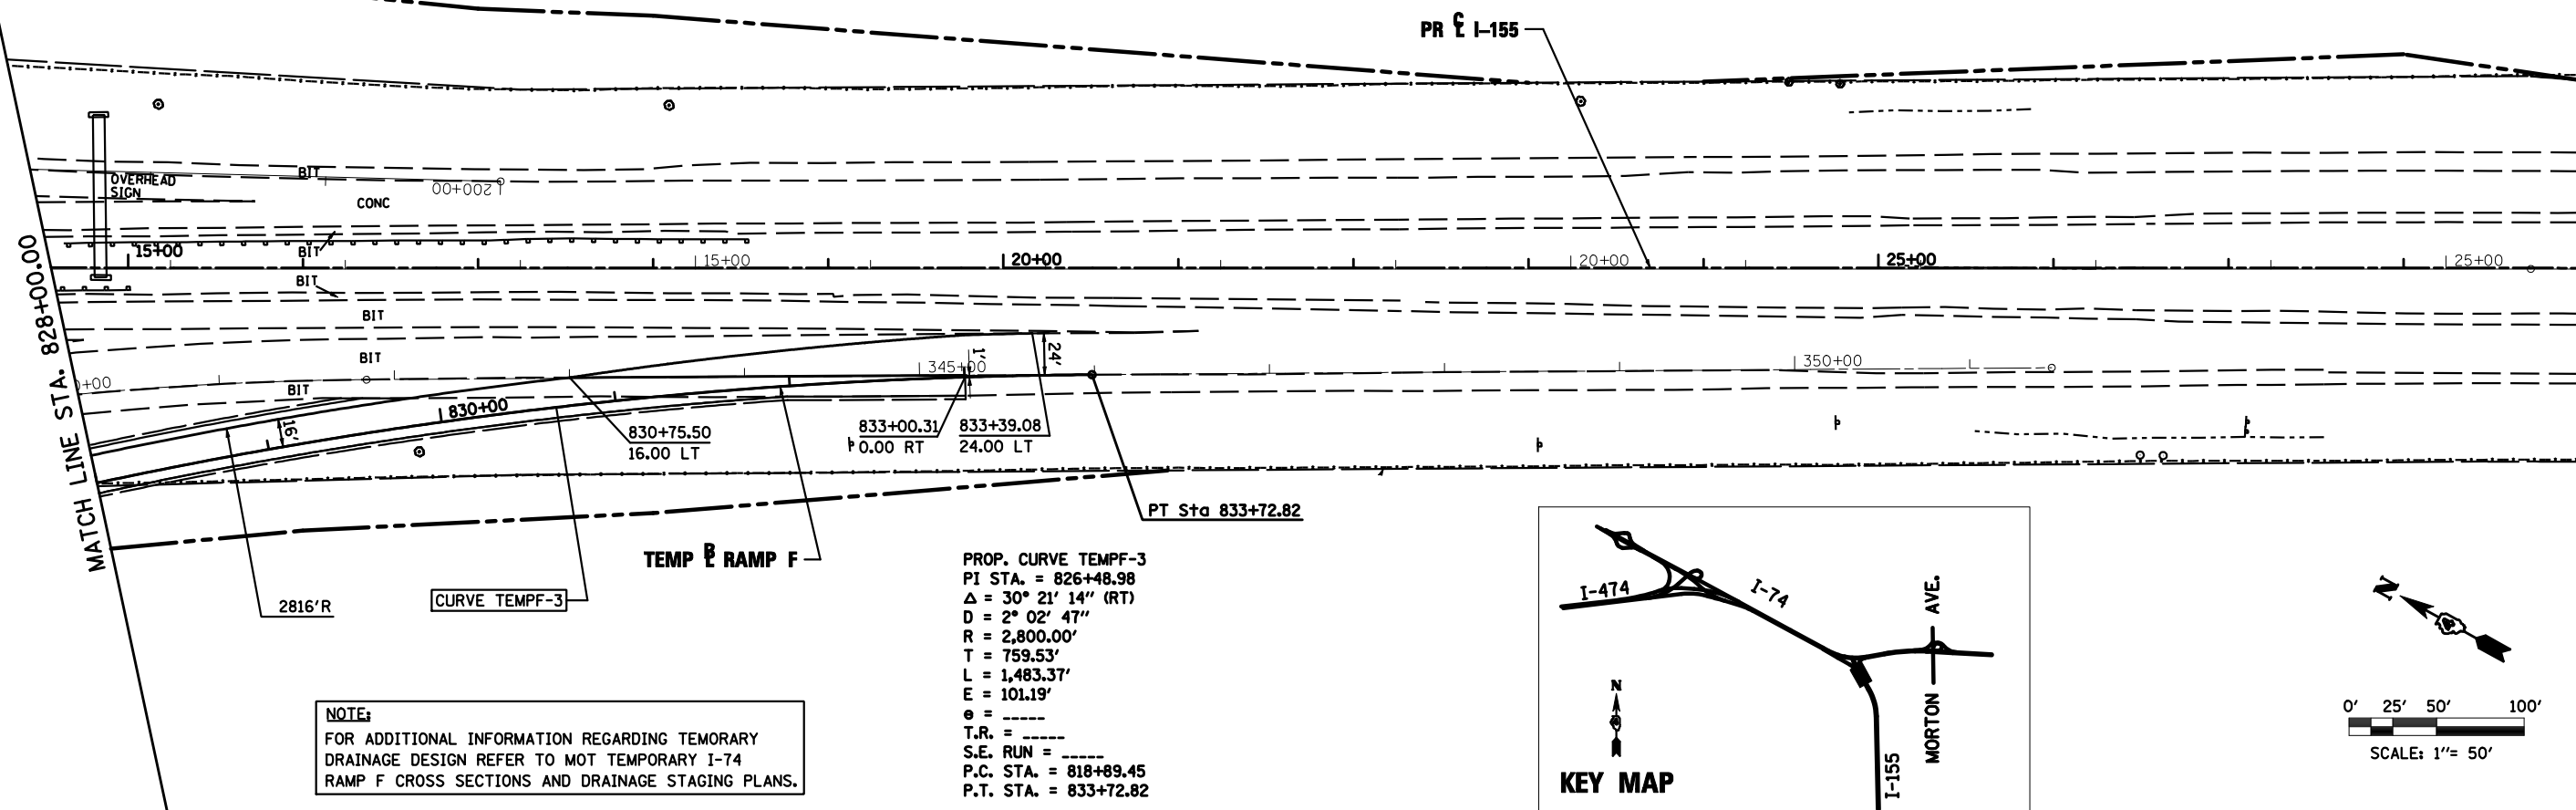 PR ℄ I-155
BIT
OVERHEAD
SIGN
1200+00
CONC
15+00
BIT
15+00
20+00
20+00
25+00
25+00
BIT
BIT
BIT
BIT
345+00
1'
24'
350+00
0+00
830+00
16'
830+75.50
16.00 LT
833+00.31
0.00 RT
833+39.08
24.00 LT
MATCH LINE STA. 828+00.00
PT Sta 833+72.82
TEMP B L RAMP F
2816'R
CURVE TEMPF-3
PROP. CURVE TEMPF-3
PI STA. = 826+48.98
Δ = 30° 21' 14" (RT)
D = 2° 02' 47"
R = 2,800.00'
T = 759.53'
L = 1,483.37'
E = 101.19'
e = _____
T.R. = _____
S.E. RUN = _____
P.C. STA. = 818+89.45
P.T. STA. = 833+72.82
NOTE:
FOR ADDITIONAL INFORMATION REGARDING TEMORARY
DRAINAGE DESIGN REFER TO MOT TEMPORARY I-74
RAMP F CROSS SECTIONS AND DRAINAGE STAGING PLANS.
I-474
I-74
MORTON AVE.
I-155
N
KEY MAP
N
0' 25' 50' 100'
SCALE: 1"= 50'